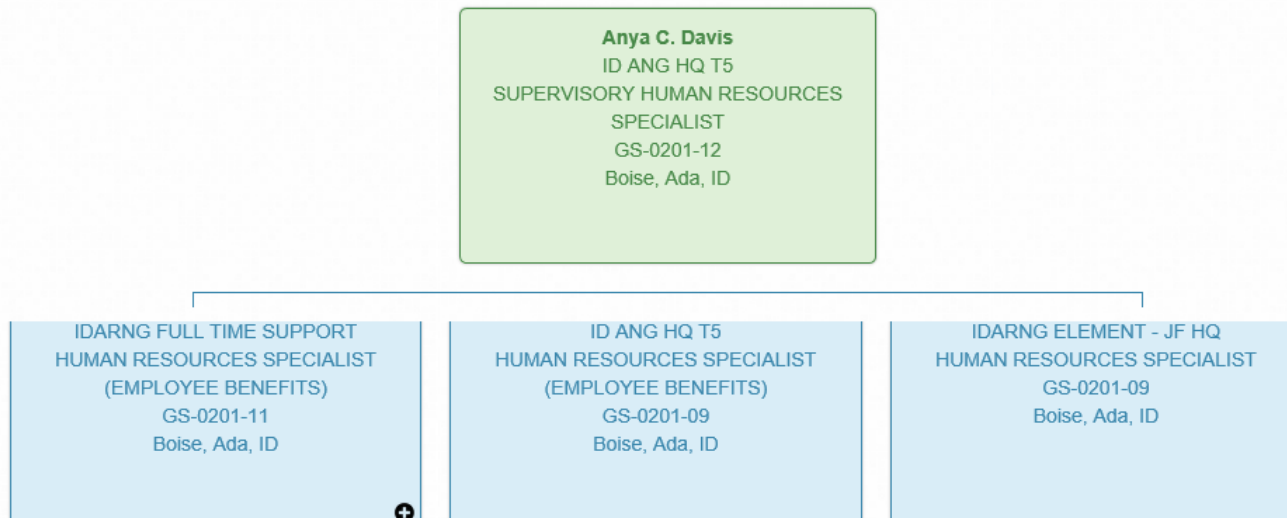 Anya C. Davis
ID ANG HQ T5
SUPERVISORY HUMAN RESOURCES
SPECIALIST
GS-0201-12
Boise, Ada, ID
IDARNG FULL TIME SUPPORT
HUMAN RESOURCES SPECIALIST
(EMPLOYEE BENEFITS)
GS-0201-11
Boise, Ada, ID
ID ANG HQ T5
HUMAN RESOURCES SPECIALIST
(EMPLOYEE BENEFITS)
GS-0201-09
Boise, Ada, ID
IDARNG ELEMENT - JF HQ
HUMAN RESOURCES SPECIALIST
GS-0201-09
Boise, Ada, ID